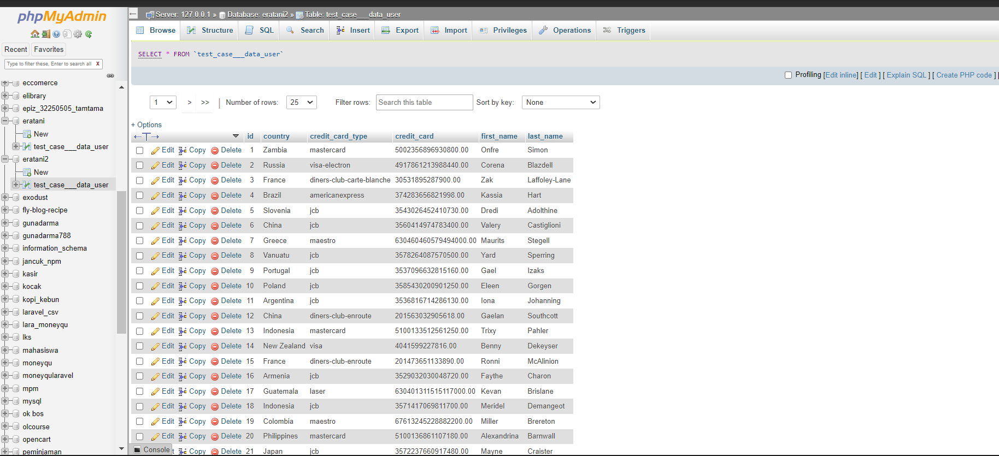 phpMyAdmin
Recent Favorites
Type to filter these, Enter to search all X
eccomerce
elibrary
epiz_32250505_tamtama
eratani
New
test_case___data_user
eratani2
New
test_case___data_user
exodust
fly-blog-recipe
gunadarma
gunadarma788
information_schema
jancuk_npm
kasir
kocak
kopi_kebun
laravel_csv
lara_moneyqu
lks
mahasiswa
moneyqu
moneyqularavel
mpm
mysql
ok bos
olcourse
opencart
peminjaman
Server: 127.0.0.1 » Database: eratani2 » Table: test_case___data_user
Browse Structure SQL Search Insert Export Import Privileges Operations Triggers
SELECT * FROM `test_case___data_user`
Profiling [Edit inline] [ Edit ] [ Explain SQL ] [ Create PHP code ] [
1 > >> | Number of rows: 25 Filter rows: Search this table Sort by key: None
+ Options
←T→ id country credit_card_type credit_card first_name last_name
Edit Copy Delete 1 Zambia mastercard 5002356896930800.00 Onfre Simon
Edit Copy Delete 2 Russia visa-electron 4917861213988440.00 Corena Blazdell
Edit Copy Delete 3 France diners-club-carte-blanche 30531895287900.00 Zak Laffoley-Lane
Edit Copy Delete 4 Brazil americanexpress 374283656821998.00 Kassia Hart
Edit Copy Delete 5 Slovenia jcb 3543026452410730.00 Dredi Adolthine
Edit Copy Delete 6 China jcb 3560414974783400.00 Valery Castiglioni
Edit Copy Delete 7 Greece maestro 630460460579494000.00 Maurits Stegell
Edit Copy Delete 8 Vanuatu jcb 3578264087570500.00 Yard Sperring
Edit Copy Delete 9 Portugal jcb 3537096632815160.00 Gael Izaks
Edit Copy Delete 10 Poland jcb 3585430200901250.00 Eleen Gorgen
Edit Copy Delete 11 Argentina jcb 3536816714286130.00 Iona Johanning
Edit Copy Delete 12 China diners-club-enroute 201563032905618.00 Gaelan Southcott
Edit Copy Delete 13 Indonesia mastercard 5100133512561250.00 Trixy Pahler
Edit Copy Delete 14 New Zealand visa 4041599227816.00 Benny Dekeyser
Edit Copy Delete 15 France diners-club-enroute 201473651133890.00 Ronni McAlinion
Edit Copy Delete 16 Armenia jcb 3529032030048720.00 Faythe Charon
Edit Copy Delete 17 Guatemala laser 630401311515117000.00 Kevan Brislane
Edit Copy Delete 18 Indonesia jcb 3571417069811700.00 Meridel Demangeot
Edit Copy Delete 19 Colombia maestro 67613245228882200.00 Miller Brereton
Edit Copy Delete 20 Philippines mastercard 5100136861107180.00 Alexandrina Barnwall
Console t Copy Delete 21 Japan jcb 3572237660917480.00 Mayne Craister